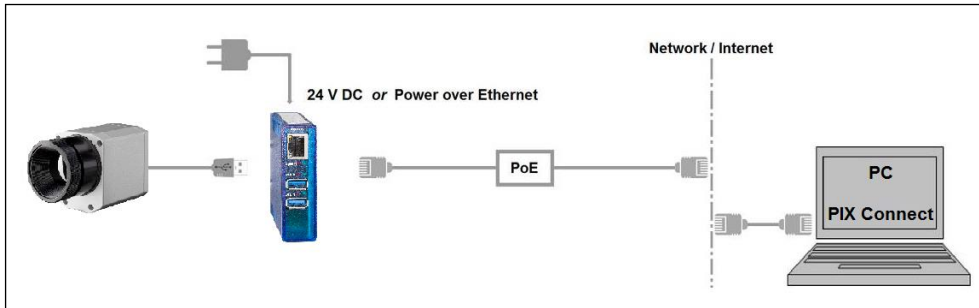 Network / Internet
24 V DC or Power over Ethernet
PoE
PC
PIX Connect